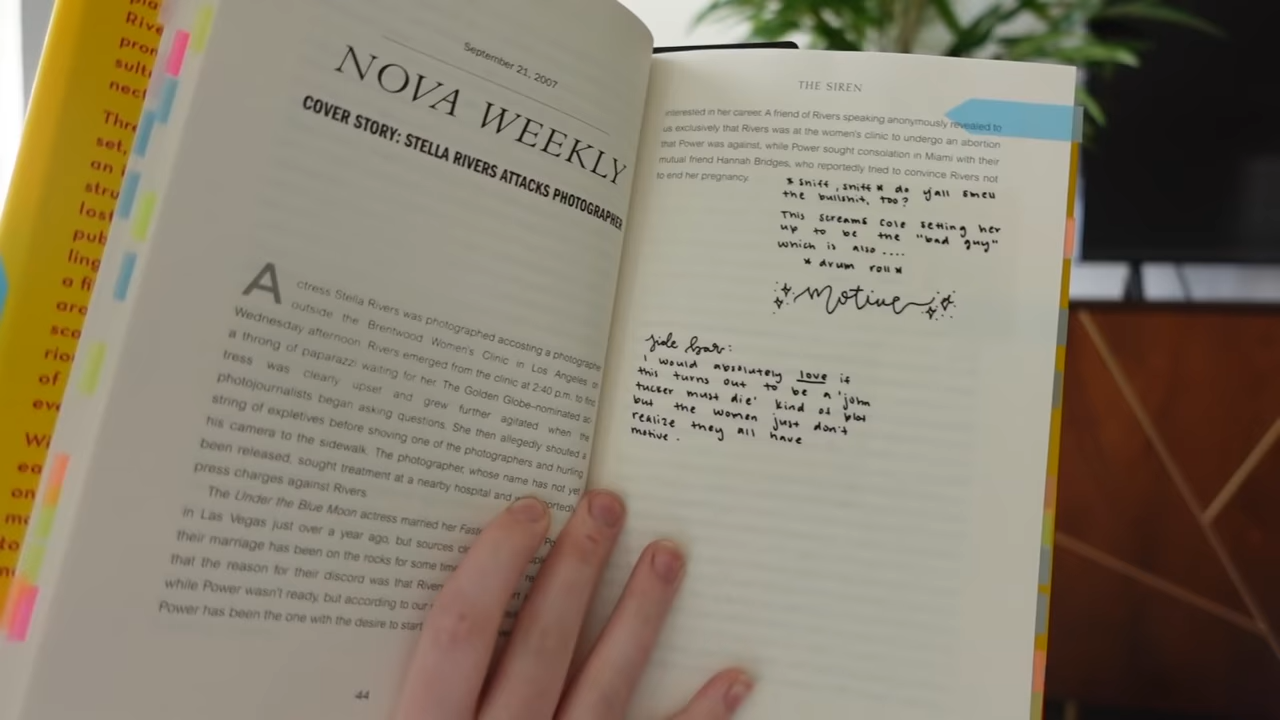 September 21, 2007
NOVA WEEKLY
COVER STORY: STELLA RIVERS ATTACKS PHOTOGRAPHER
Actress Stella Rivers was photographed accosting a photographe
outside the Brentwood Women's Clinic in Los Angeles
Wednesday afternoon. Rivers emerged from the clinic at 2:40 p.m. to find
a throng of paparazzi waiting for her. The Golden Globe–nominated ac-
tress was clearly upset and grew further agitated when the
photojournalists began asking questions. She then allegedly shouted a
string of expletives before shoving one of the photographers and hurling
his camera to the sidewalk. The photographer, whose name has not yet
been released, sought treatment at a nearby hospital and
press charges against Rivers
The Under the Blue Moon actress married her Fast
in Las Vegas just over a year ago, but sources
their marriage has been on the rocks for some time
that the reason for their discord was that River
while Power wasn't ready, but according to our
Power has been the one with the desire to start
44
THE SIREN
interested in her career. A friend of Rivers speaking anonymously revealed to
us exclusively that Rivers was at the women's clinic to undergo an abortion
that Power was against, while Power sought consolation in Miami with their
mutual friend Hannah Bridges, who reportedly tried to convince Rivers not
to end her pregnancy.
* sniff, sniff * do y'all smell
the bullshit, too?
This screams Cole setting her
up to be the "bad guy"
which is also ....
* drum roll *
motive
side bar:
I would absolutely love if
this turns out to be a 'john
tucker must die' kind of plot
but the women just don't
realize they all have
motive.